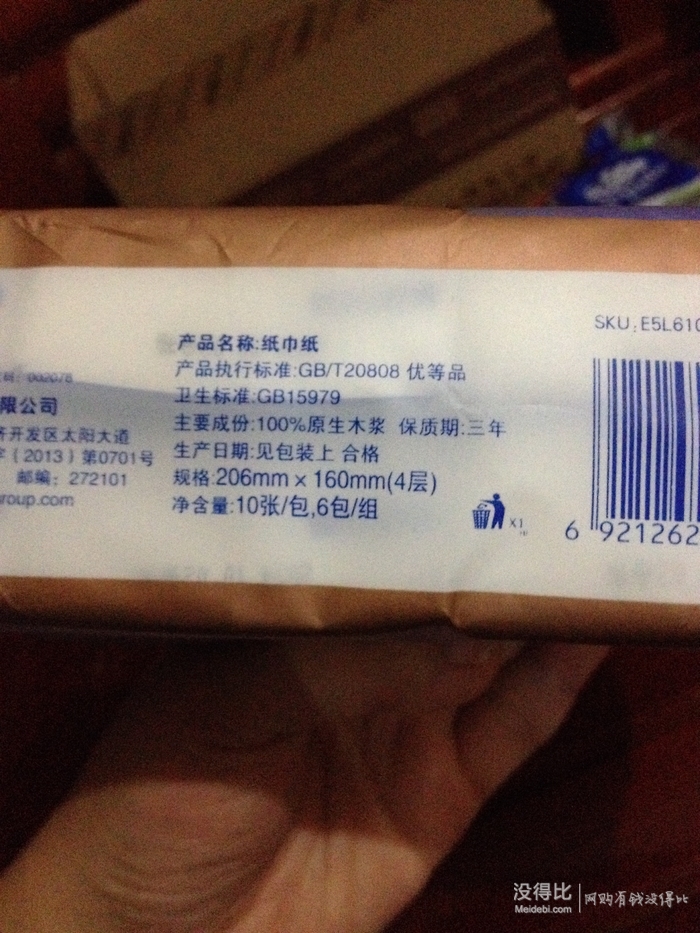 002078
限公司
济开发区太阳大道
字（2013）第0701号
邮编：272101
roup.com
产品名称:纸巾纸
产品执行标准:GB/T20808 优等品
卫生标准:GB15979
主要成份:100%原生木浆 保质期:三年
生产日期:见包装上 合格
规格:206mm×160mm(4层)
净含量:10张/包,6包/组
X1
SKU:E5L610
6 921262
没得比
Meidebi.com
网购有钱没得比